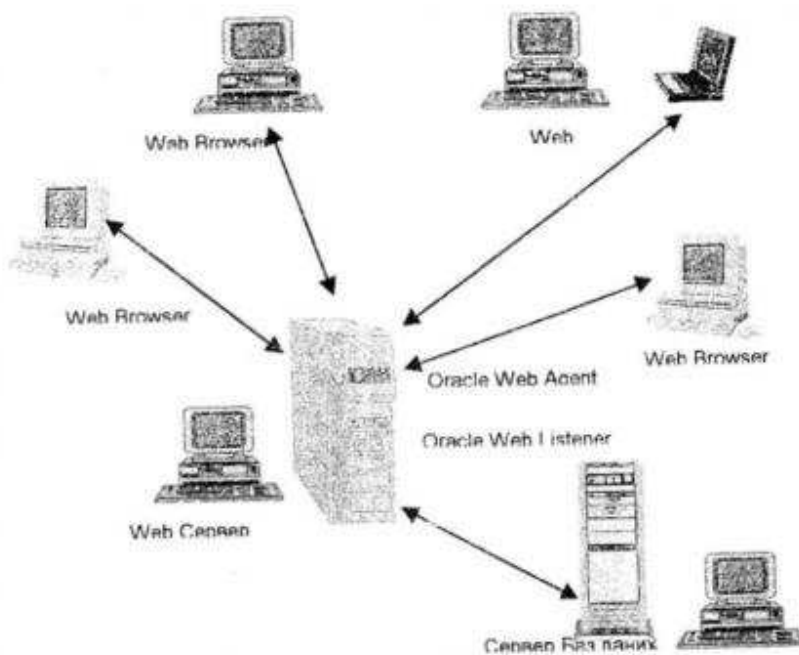 Web Browser
Web
Web Browser
Web Browser
Oracle Web Agent
Oracle Web Listener
Web Сервер
Сервер Баз даних